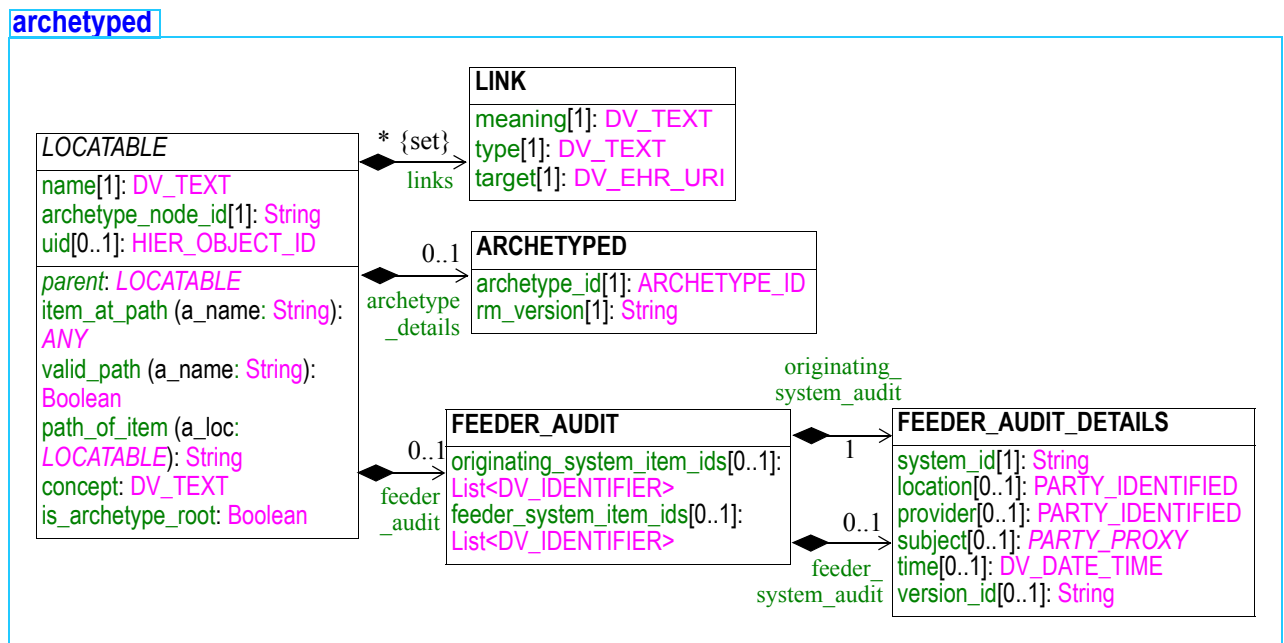 archetyped
LOCATABLE
name[1]: DV_TEXT
archetype_node_id[1]: String
uid[0..1]: HIER_OBJECT_ID
parent: LOCATABLE
item_at_path (a_name: String):
ANY
valid_path (a_name: String):
Boolean
path_of_item (a_loc:
LOCATABLE): String
concept: DV_TEXT
is_archetype_root: Boolean
* {set}
links
LINK
meaning[1]: DV_TEXT
type[1]: DV_TEXT
target[1]: DV_EHR_URI
0..1
archetype
_details
ARCHETYPED
archetype_id[1]: ARCHETYPE_ID
rm_version[1]: String
0..1
feeder
_audit
FEEDER_AUDIT
originating_system_item_ids[0..1]:
List<DV_IDENTIFIER>
feeder_system_item_ids[0..1]:
List<DV_IDENTIFIER>
originating_
system_audit
1
0..1
feeder_
system_audit
FEEDER_AUDIT_DETAILS
system_id[1]: String
location[0..1]: PARTY_IDENTIFIED
provider[0..1]: PARTY_IDENTIFIED
subject[0..1]: PARTY_PROXY
time[0..1]: DV_DATE_TIME
version_id[0..1]: String